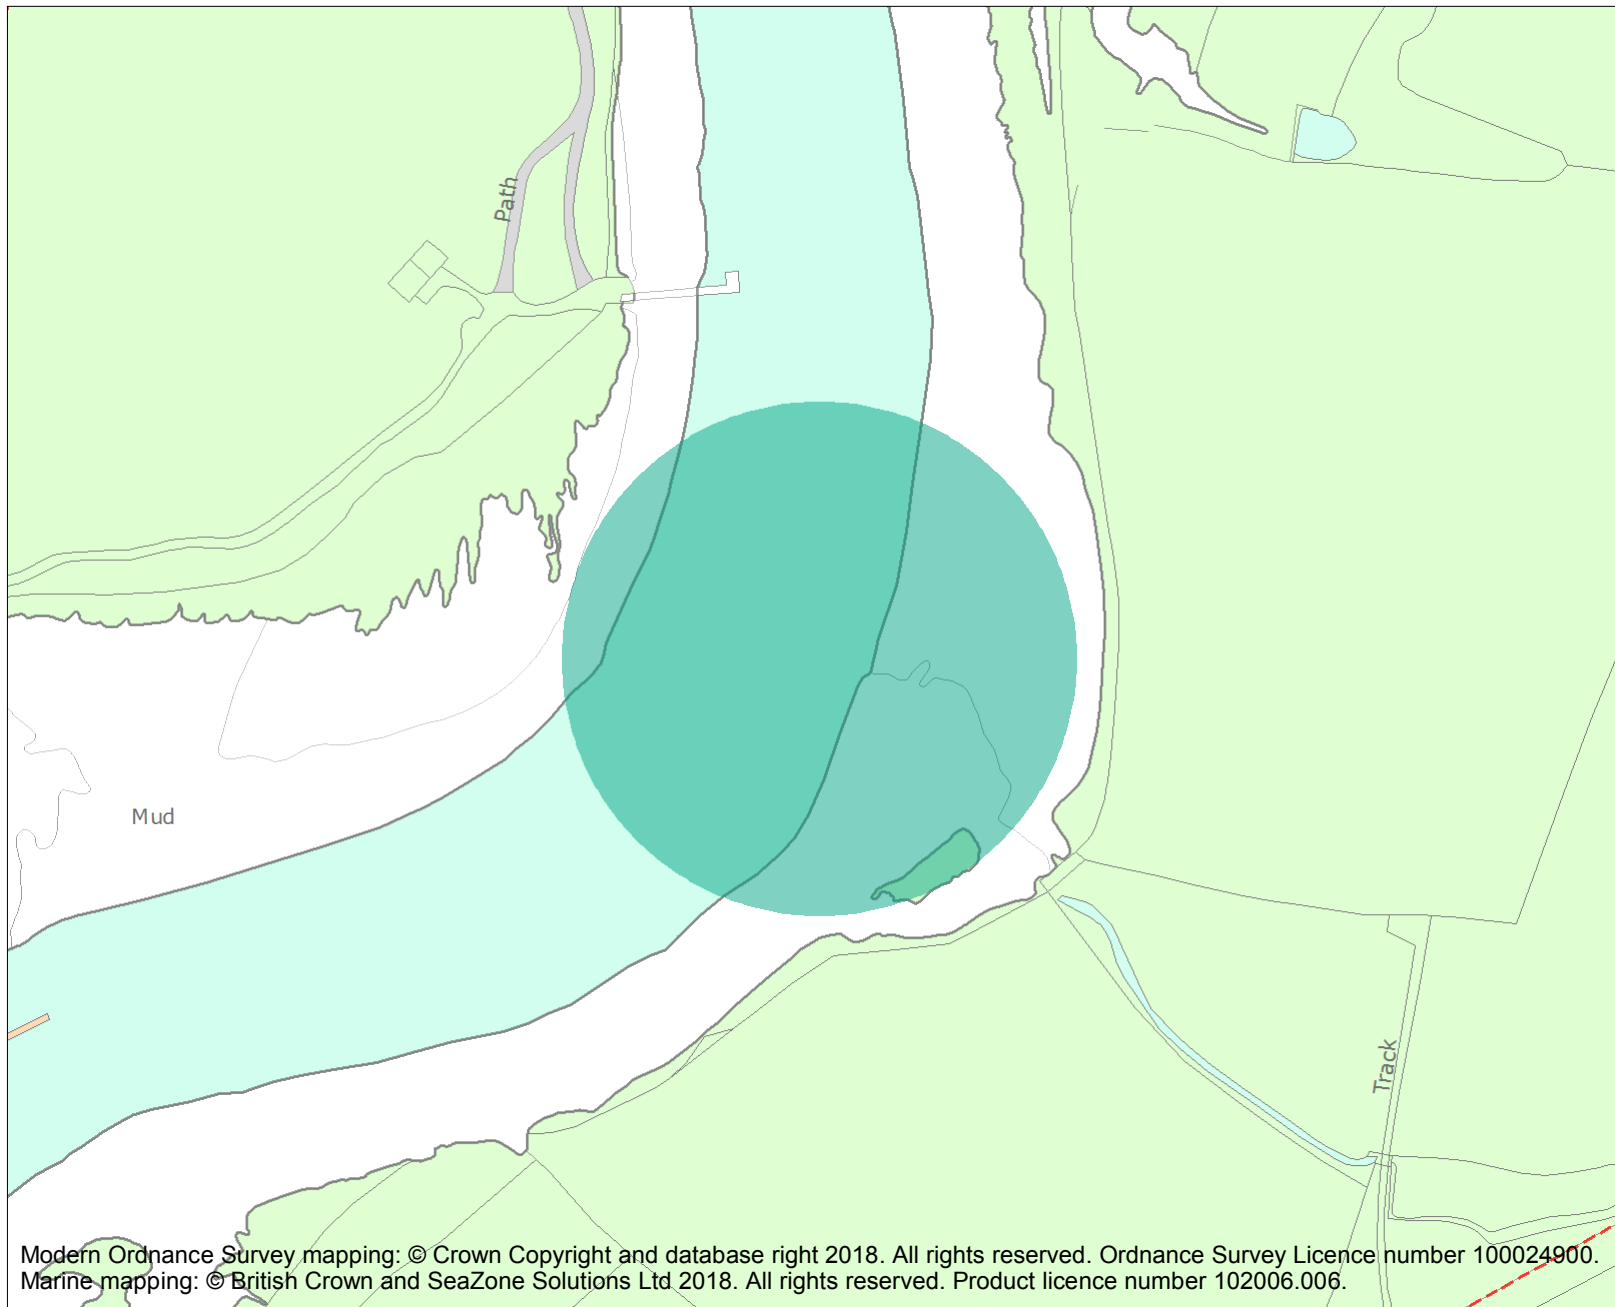 Path
Mud
Track
Modern Ordnance Survey mapping: © Crown Copyright and database right 2018. All rights reserved. Ordnance Survey Licence number 100024900.
Marine mapping: © British Crown and SeaZone Solutions Ltd 2018. All rights reserved. Product licence number 102006.006.